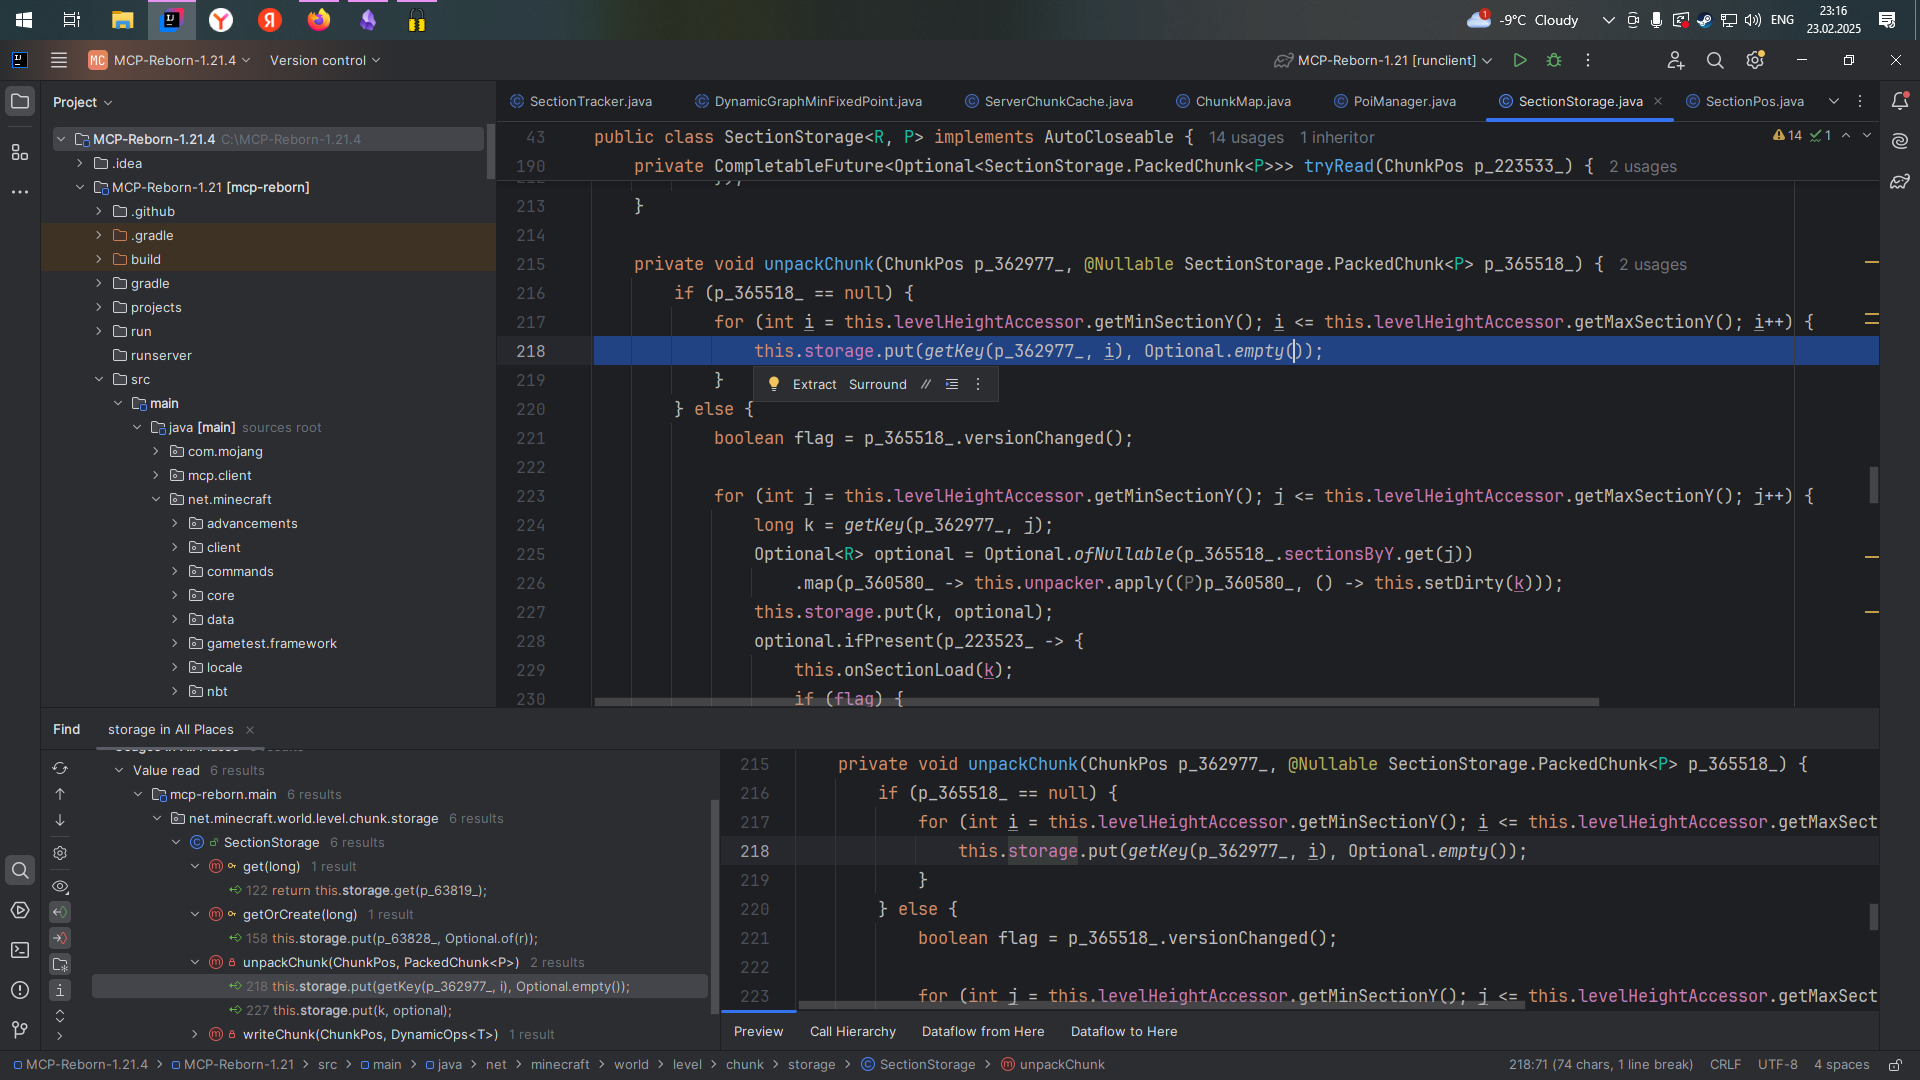 -9°C Cloudy
ENG
23:16
23.02.2025
MC MCP-Reborn-1.21.4
Version control
MCP-Reborn-1.21 [runclient]
Project
SectionTracker.java
DynamicGraphMinFixedPoint.java
ServerChunkCache.java
ChunkMap.java
PoiManager.java
SectionStorage.java
SectionPos.java
MCP-Reborn-1.21.4 C:\MCP-Reborn-1.21.4
.idea
MCP-Reborn-1.21 [mcp-reborn]
.github
.gradle
build
gradle
projects
run
runserver
src
main
java [main] sources root
com.mojang
mcp.client
net.minecraft
advancements
client
commands
core
data
gametest.framework
locale
nbt
14 1
43 public class SectionStorage<R, P> implements AutoCloseable { 14 usages 1 inheritor
190 private CompletableFuture<Optional<SectionStorage.PackedChunk<P>>> tryRead(ChunkPos p_223533_) { 2 usages
213 }
214
215 private void unpackChunk(ChunkPos p_362977_, @Nullable SectionStorage.PackedChunk<P> p_365518_) { 2 usages
216 if (p_365518_ == null) {
217 for (int i = this.levelHeightAccessor.getMinSectionY(); i <= this.levelHeightAccessor.getMaxSectionY(); i++) {
218 this.storage.put(getKey(p_362977_, i), Optional.empty());
219 }
Extract Surround //
220 } else {
221 boolean flag = p_365518_.versionChanged();
222
223 for (int j = this.levelHeightAccessor.getMinSectionY(); j <= this.levelHeightAccessor.getMaxSectionY(); j++) {
224 long k = getKey(p_362977_, j);
225 Optional<R> optional = Optional.ofNullable(p_365518_.sectionsByY.get(j))
226 .map(p_360580_ -> this.unpacker.apply((P)p_360580_, () -> this.setDirty(k)));
227 this.storage.put(k, optional);
228 optional.ifPresent(p_223523_ -> {
229 this.onSectionLoad(k);
230 if (flag) {
Find
storage in All Places
Value read 6 results
mcp-reborn.main 6 results
net.minecraft.world.level.chunk.storage 6 results
SectionStorage 6 results
get(long) 1 result
122 return this.storage.get(p_63819_);
getOrCreate(long) 1 result
158 this.storage.put(p_63828_, Optional.of(r));
unpackChunk(ChunkPos, PackedChunk<P>) 2 results
218 this.storage.put(getKey(p_362977_, i), Optional.empty());
227 this.storage.put(k, optional);
writeChunk(ChunkPos, DynamicOps<T>) 1 result
215 private void unpackChunk(ChunkPos p_362977_, @Nullable SectionStorage.PackedChunk<P> p_365518_) {
216 if (p_365518_ == null) {
217 for (int i = this.levelHeightAccessor.getMinSectionY(); i <= this.levelHeightAccessor.getMaxSect
218 this.storage.put(getKey(p_362977_, i), Optional.empty());
219 }
220 } else {
221 boolean flag = p_365518_.versionChanged();
222
223 for (int j = this.levelHeightAccessor.getMinSectionY(); j <= this.levelHeightAccessor.getMaxSect
Preview
Call Hierarchy
Dataflow from Here
Dataflow to Here
MCP-Reborn-1.21.4 > MCP-Reborn-1.21 > src > main > java > net > minecraft > world > level > chunk > storage > SectionStorage > unpackChunk
218:71 (74 chars, 1 line break)
CRLF
UTF-8
4 spaces